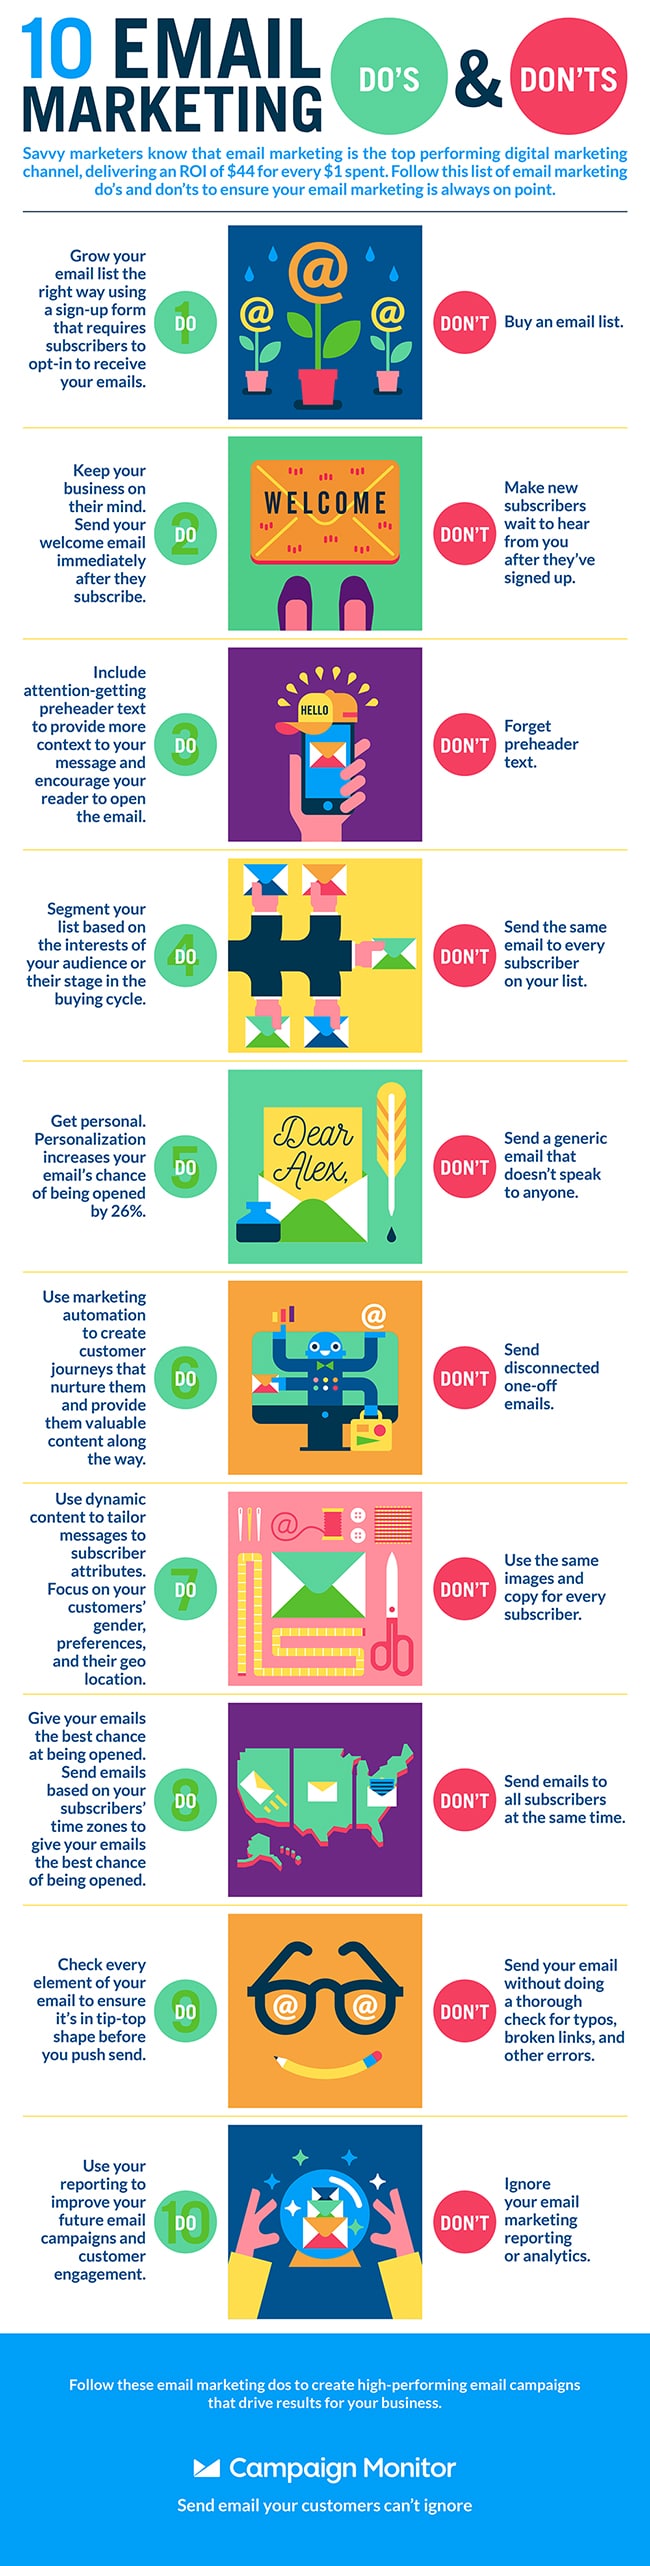 10 EMAIL
MARKETING
DO'S
&
DON'TS
Savvy marketers know that email marketing is the top performing digital marketing
channel, delivering an ROI of $44 for every $1 spent. Follow this list of email marketing
do's and don'ts to ensure your email marketing is always on point.
Grow your
email list the
right way using
a sign-up form
that requires
subscribers to
opt-in to receive
your emails.
1
DO
@
@
@
DON'T
Buy an email list.
Keep your
business on
their mind.
Send your
welcome email
immediately
after they
subscribe.
2
DO
WELCOME
DON'T
Make new
subscribers
wait to hear
from you
after they've
signed up.
Include
attention-getting
preheader text
to provide more
context to your
message and
encourage your
reader to open
the email.
3
DO
HELLO
DON'T
Forget
preheader
text.
Segment your
list based on
the interests of
your audience or
their stage in the
buying cycle.
4
DO
DON'T
Send the same
email to every
subscriber
on your list.
Get personal.
Personalization
increases your
email's chance
of being opened
by 26%.
5
DO
Dear
Alex,
DON'T
Send a generic
email that
doesn't speak
to anyone.
Use marketing
automation
to create
customer
journeys that
nurture them
and provide
them valuable
content along
the way.
6
DO
@
DON'T
Send
disconnected
one-off
emails.
Use dynamic
content to tailor
messages to
subscriber
attributes.
Focus on your
customers'
gender,
preferences,
and their geo
location.
7
DO
@
DON'T
Use the same
images and
copy for every
subscriber.
Give your emails
the best chance
at being opened.
Send emails
based on your
subscribers'
time zones to
give your emails
the best chance
of being opened.
8
DO
DON'T
Send emails to
all subscribers
at the same time.
Check every
element of your
email to ensure
it's in tip-top
shape before
you push send.
9
DO
@ @
DON'T
Send your email
without doing
a thorough
check for typos,
broken links, and
other errors.
Use your
reporting to
improve your
future email
campaigns and
customer
engagement.
10
DO
DON'T
Ignore
your email
marketing
reporting
or analytics.
Follow these email marketing dos to create high-performing email campaigns
that drive results for your business.
Campaign Monitor
Send email your customers can't ignore